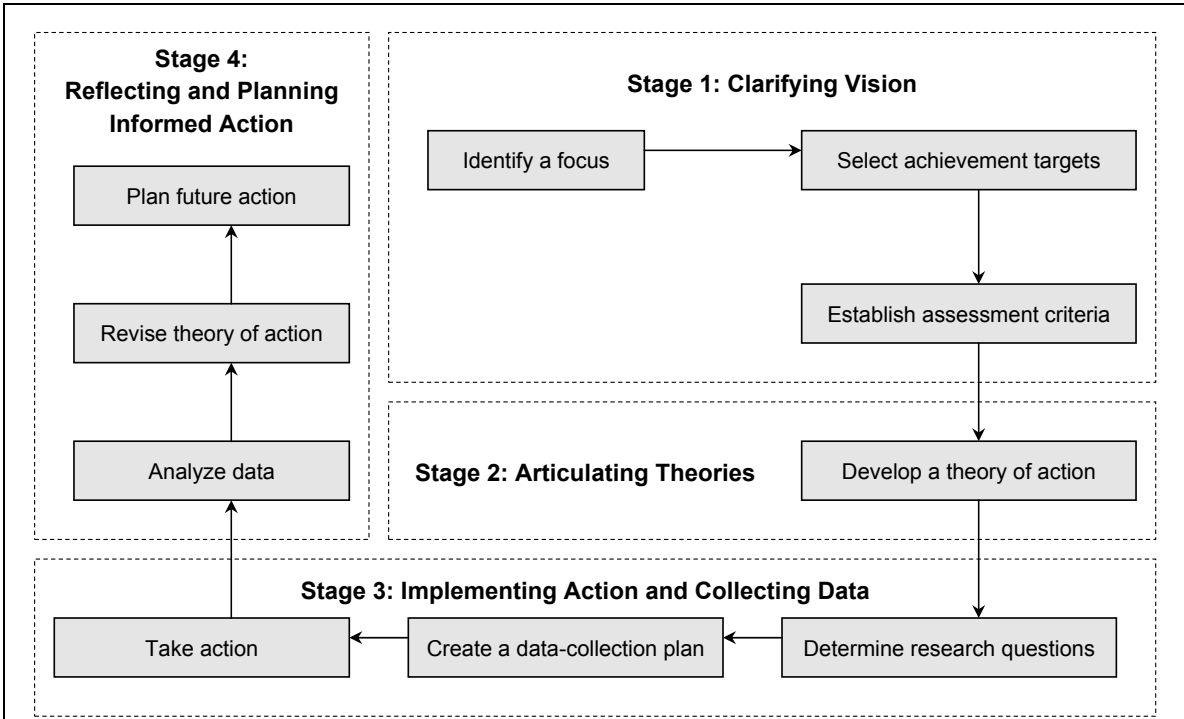 Stage 1: Clarifying Vision
Identify a focus
Select achievement targets
Establish assessment criteria
Stage 2: Articulating Theories
Develop a theory of action
Stage 3: Implementing Action and Collecting Data
Determine research questions
Create a data-collection plan
Take action
Stage 4:
Reflecting and Planning
Informed Action
Analyze data
Revise theory of action
Plan future action